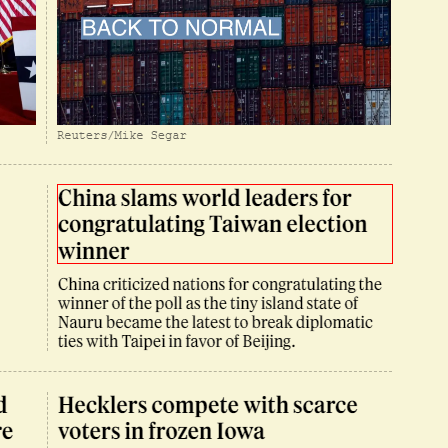 BACK TO NORMAL
Reuters/Mike Segar
China slams world leaders for
congratulating Taiwan election
winner
China criticized nations for congratulating the
winner of the poll as the tiny island state of
Nauru became the latest to break diplomatic
ties with Taipei in favor of Beijing.
Hecklers compete with scarce
voters in frozen Iowa